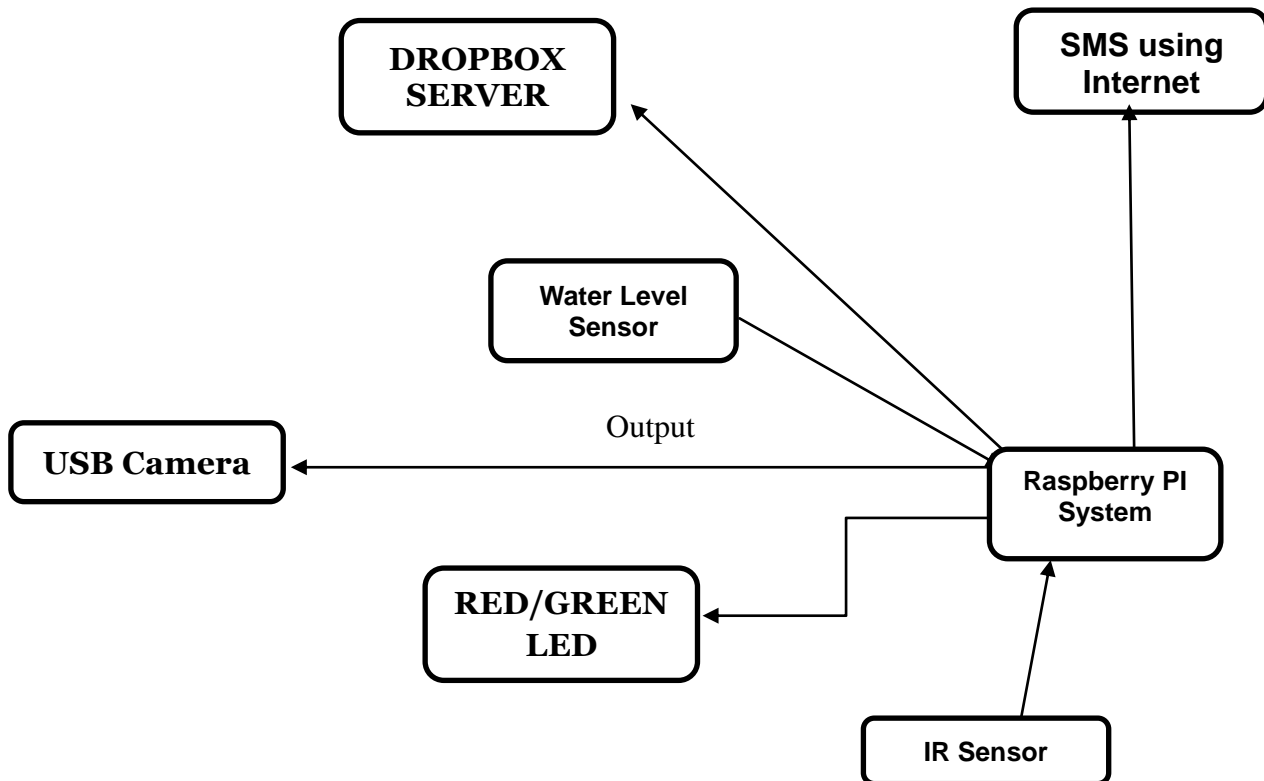 DROPBOX
SERVER
SMS using
Internet
Water Level
Sensor
Output
USB Camera
Raspberry PI
System
RED/GREEN
LED
IR Sensor